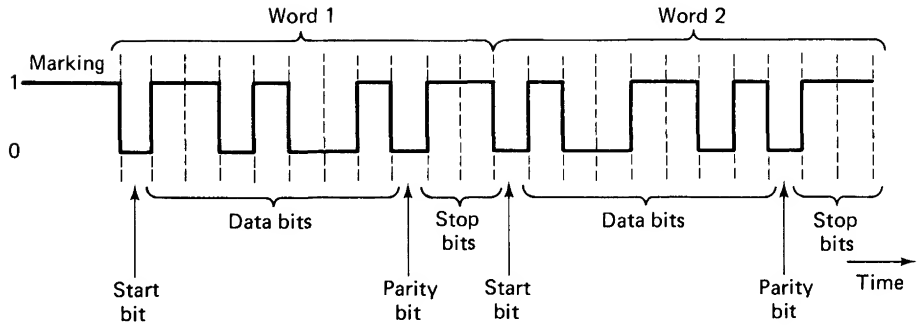 Word 1
Word 2
Marking
1
0
Data bits
Stop
bits
Data bits
Stop
bits
Start
bit
Parity
bit
Start
bit
Parity
bit
Time